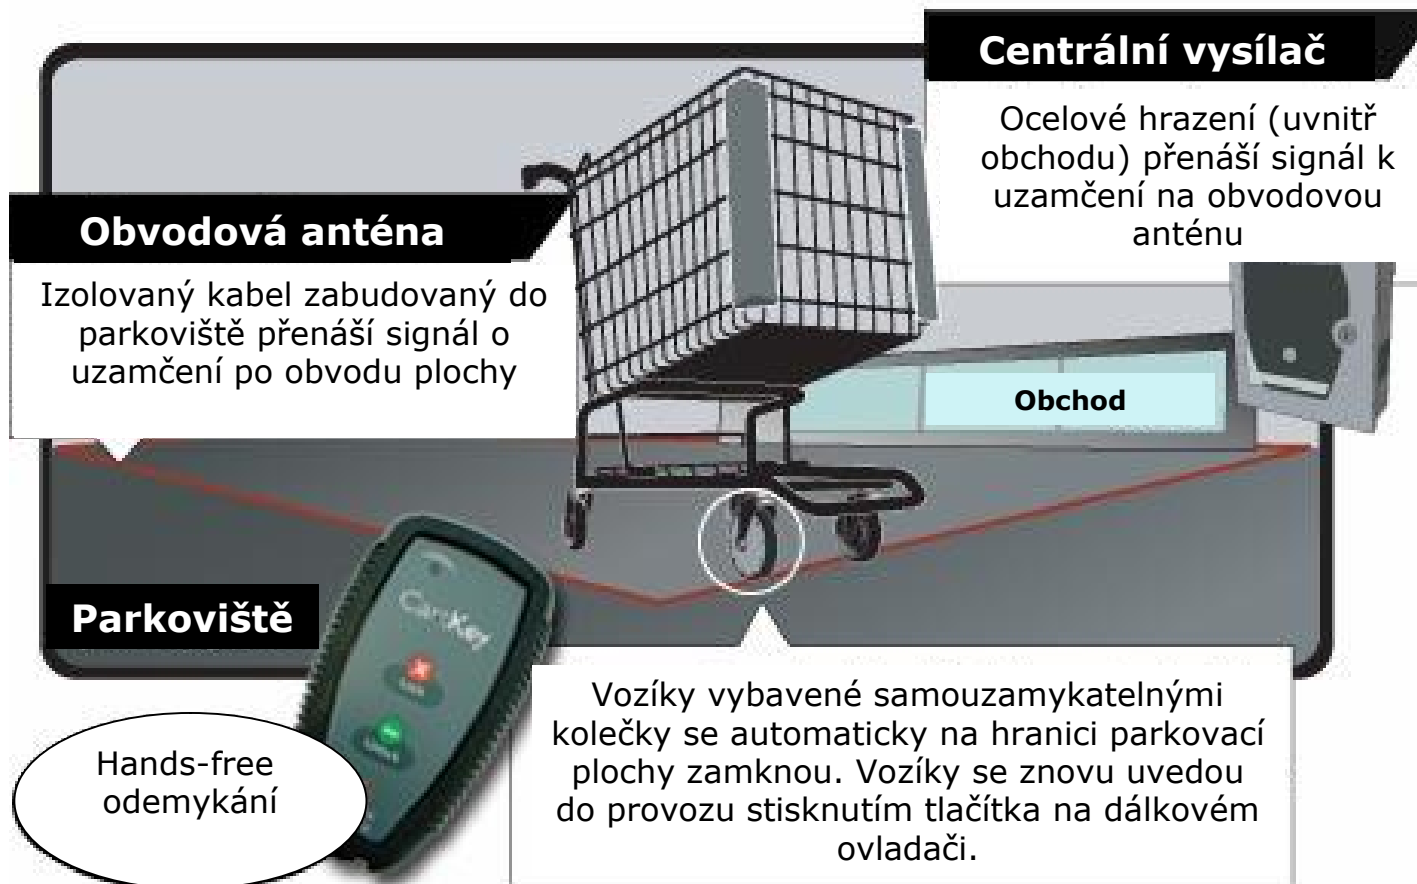 Centrální vysílač
Ocelové hrazení (uvnitř
obchodu) přenáší signál k
uzamčení na obvodovou
anténu
Obvodová anténa
Izolovaný kabel zabudovaný do
parkoviště přenáší signál o
uzamčení po obvodu plochy
Obchod
Parkoviště
CartKey
Lock
Unlock
Hands-free
odemykání
Vozíky vybavené samouzamykatelnými
kolečky se automaticky na hranici parkovací
plochy zamknou. Vozíky se znovu uvedou
do provozu stisknutím tlačítka na dálkovém
ovladači.